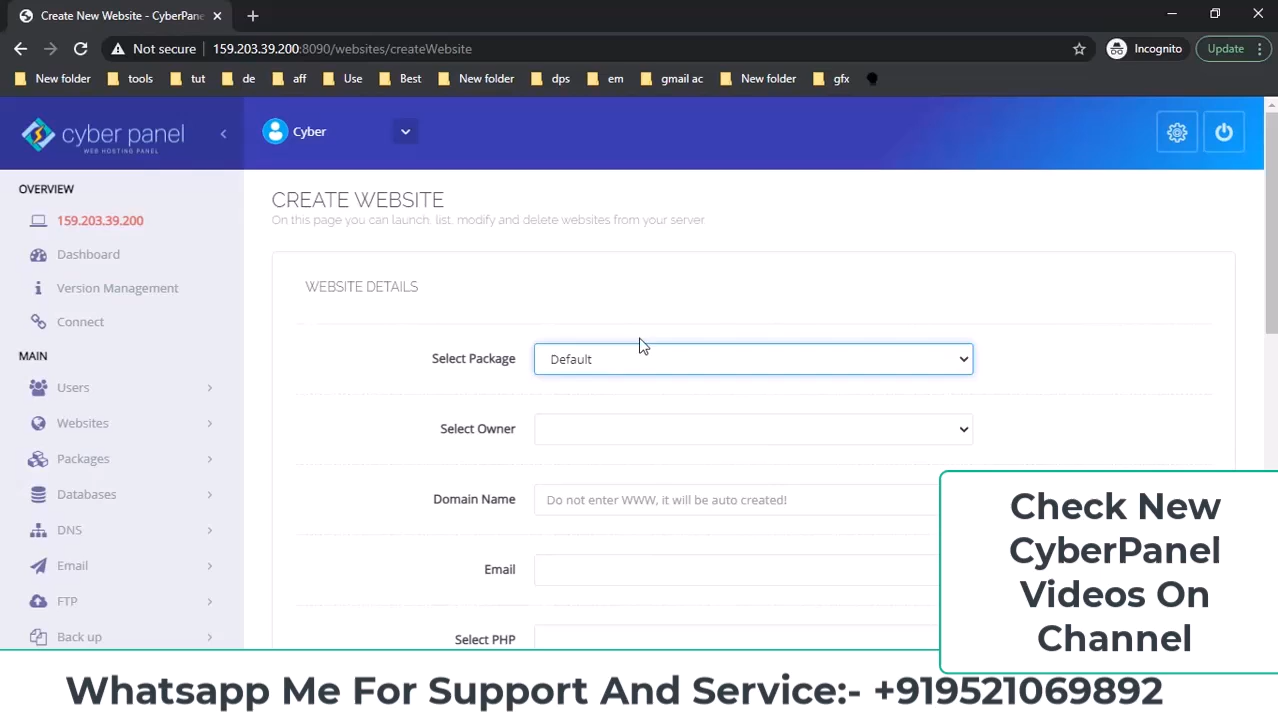 Create New Website - CyberPane
Not secure 159.203.39.200:8090/websites/createWebsite
Incognito
Update
New folder tools tut de aff Use Best New folder dps em gmail ac New folder gfx
cyber panel
WEB HOSTING PANEL
Cyber
OVERVIEW
159.203.39.200
Dashboard
Version Management
Connect
MAIN
Users
Websites
Packages
Databases
DNS
Email
FTP
Back up
CREATE WEBSITE
On this page you can launch, list, modify and delete websites from your server.
WEBSITE DETAILS
Select Package Default
Select Owner
Domain Name Do not enter WWW, it will be auto created!
Email
Select PHP
Check New
CyberPanel
Videos On
Channel
Whatsapp Me For Support And Service:- +919521069892